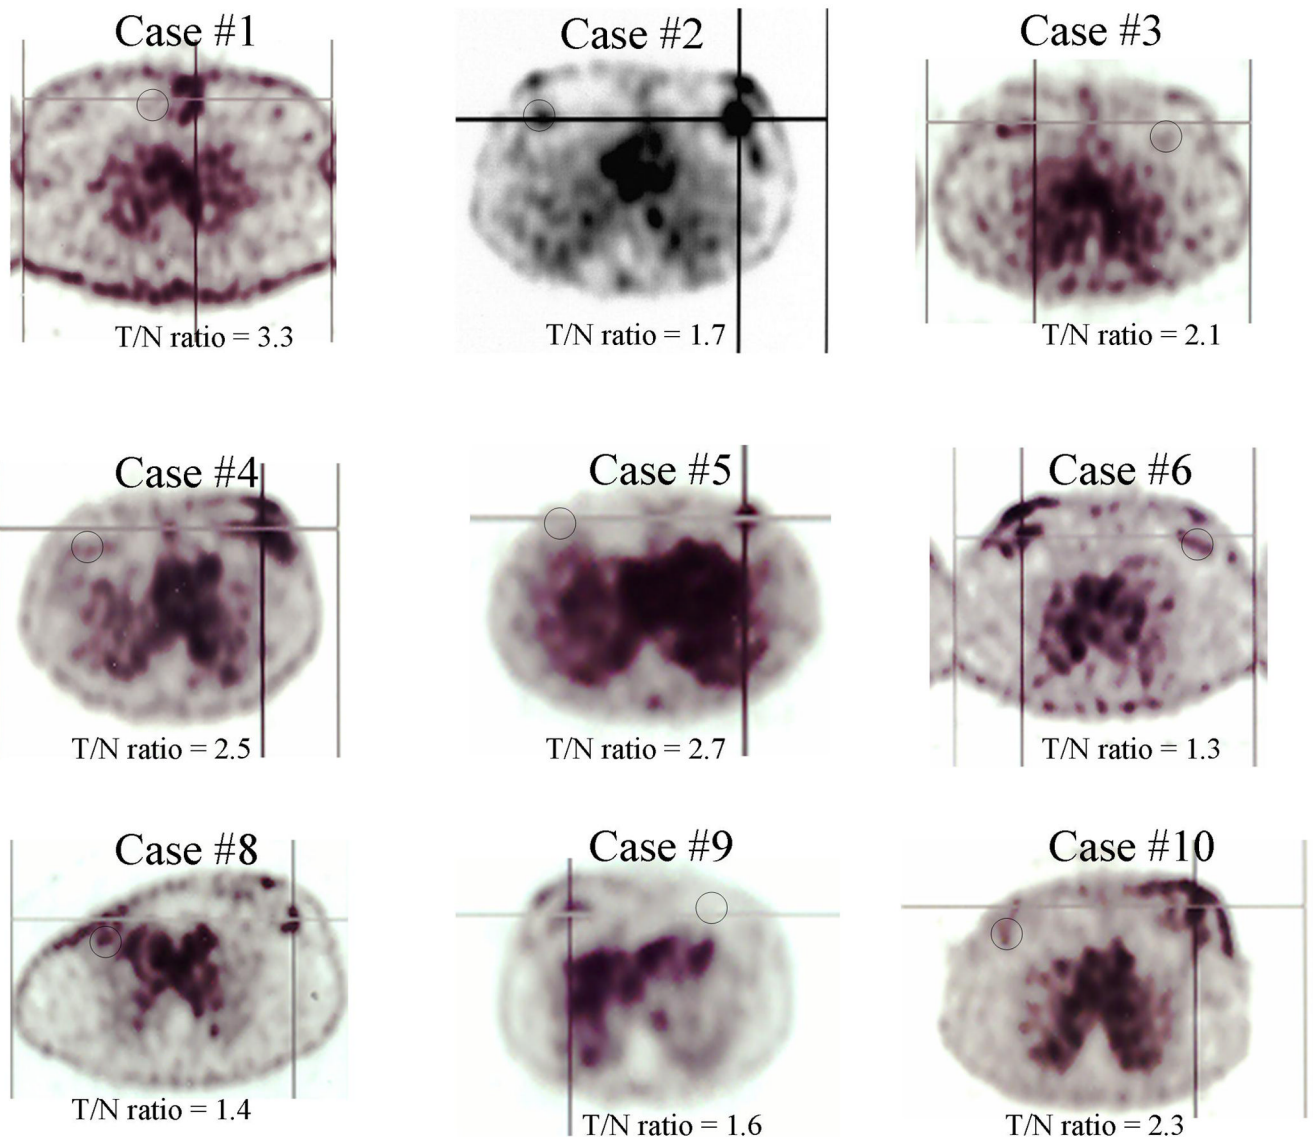 Case #1
Case #2
Case #3
T/N ratio = 3.3
T/N ratio = 1.7
T/N ratio = 2.1
Case #4
Case #5
Case #6
T/N ratio = 2.5
T/N ratio = 2.7
T/N ratio = 1.3
Case #8
Case #9
Case #10
T/N ratio = 1.4
T/N ratio = 1.6
T/N ratio = 2.3